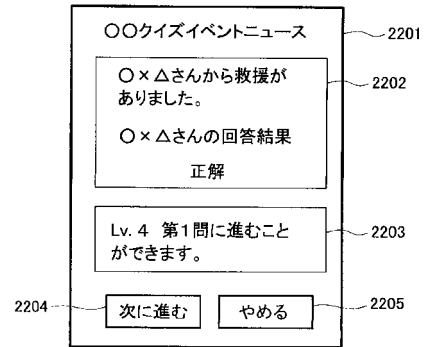 ○○クイズイベントニュース
2201
○×△さんから救援が
ありました。
2202
○×△さんの回答結果
正解
Lv. 4 第1問に進むこと
ができます。
2203
2204
次に進む
やめる
2205